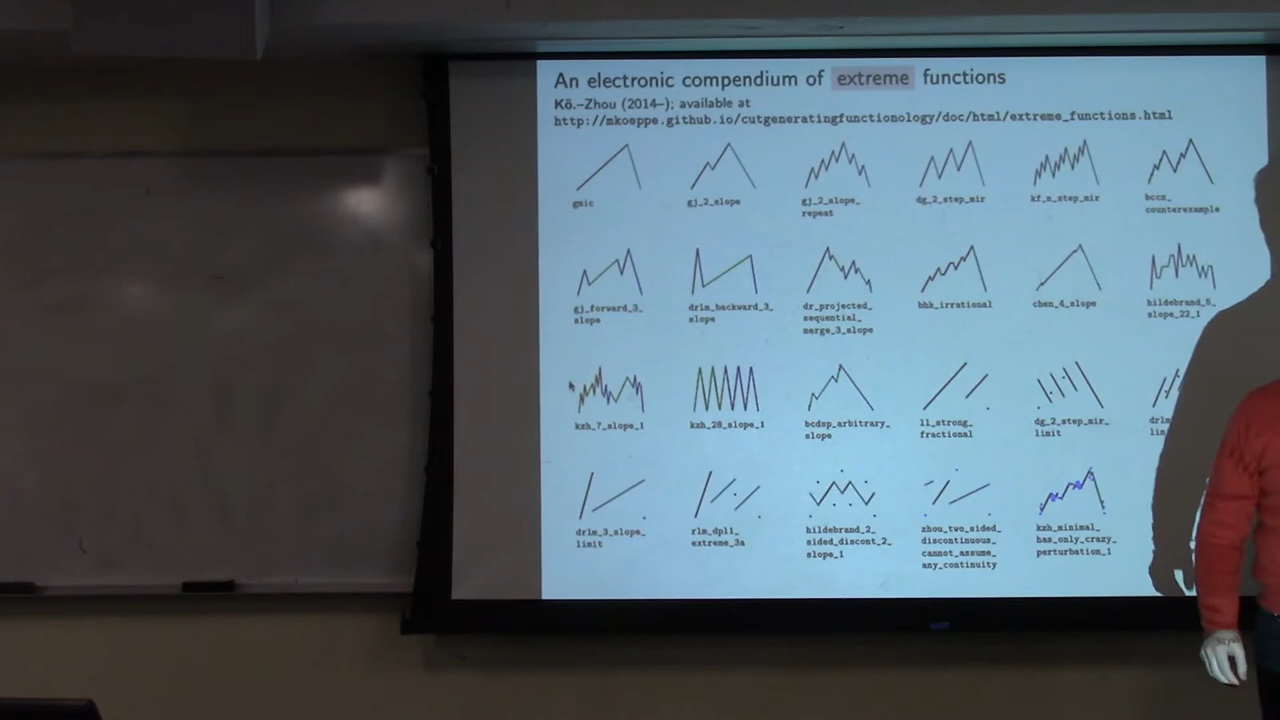 An electronic compendium of extreme functions
Kö.–Zhou (2014–); available at
http://mkoeppe.github.io/cutgeneratingfunctionology/doc/html/extreme_functions.html
gmic
gj_2_slope
gj_2_slope_
repeat
dg_2_step_mir
kf_n_step_mir
bccz_
counterexample
gj_forward_3_
slope
drlm_backward_3_
slope
dr_projected_
sequential_
merge_3_slope
bhk_irrational
chen_4_slope
hildebrand_5_
slope_22_1
kzh_7_slope_1
kzh_28_slope_1
bcdsp_arbitrary_
slope
ll_strong_
fractional
dg_2_step_mir_
limit
drlm_3_slope_
limit
rlm_dpl1_
extreme_3a
hildebrand_2_
sided_discont_2_
slope_1
zhou_two_sided_
discontinuous_
cannot_assume_
any_continuity
kzh_minimal_
has_only_crazy_
perturbation_1